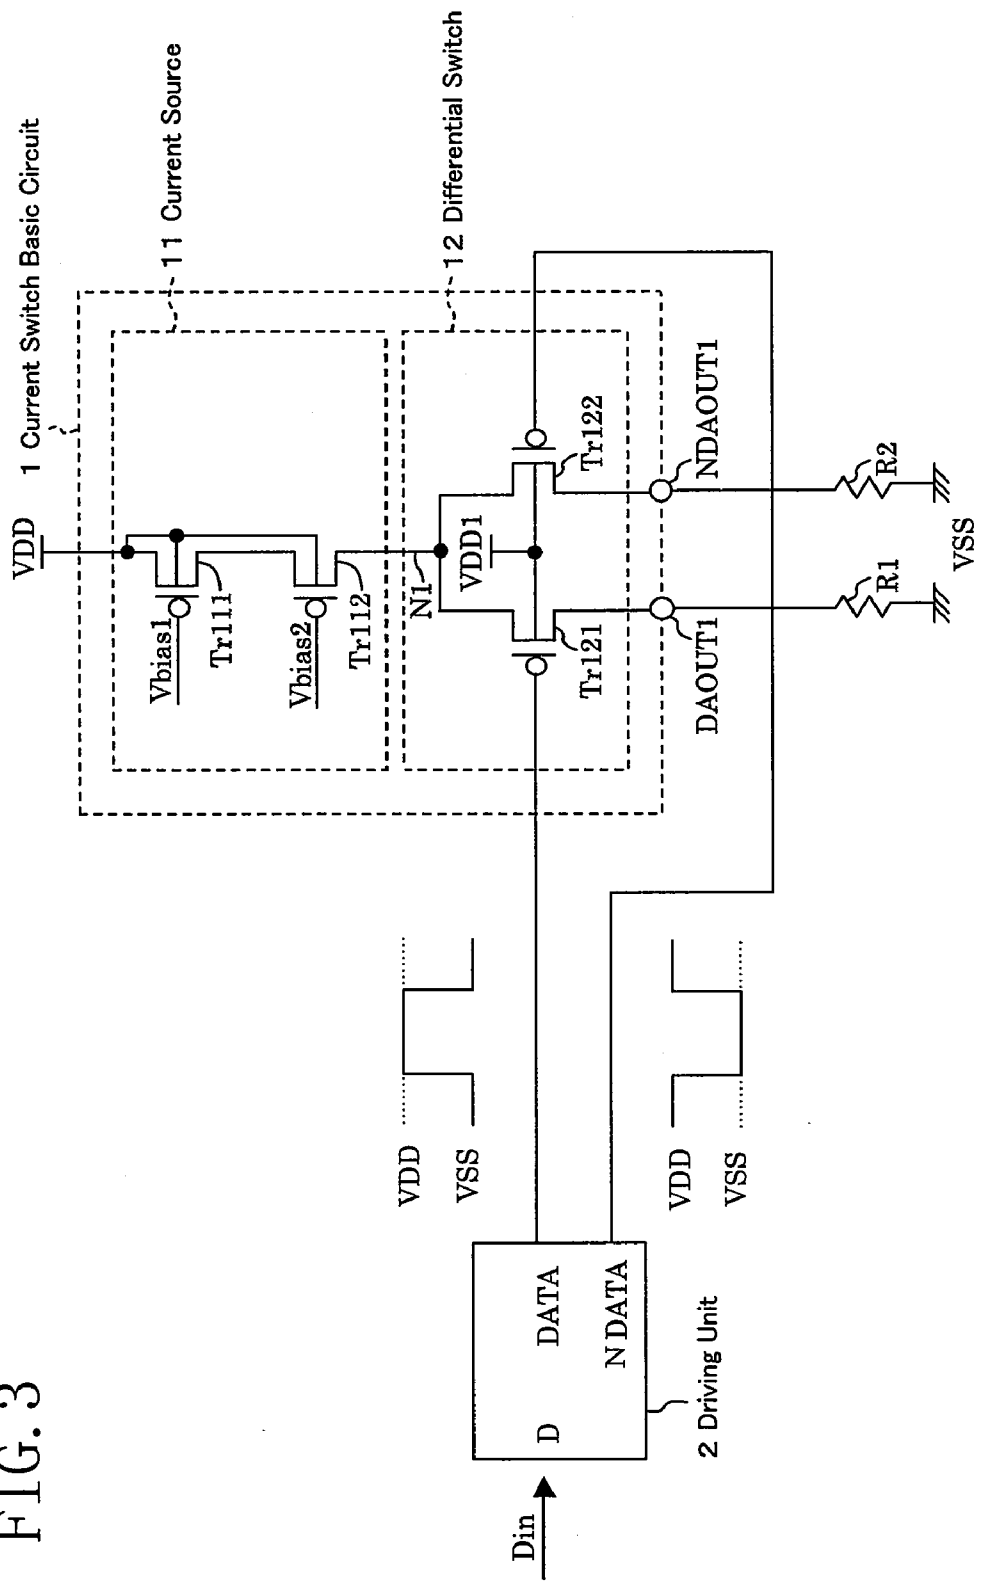 FIG. 3
1 Current Switch Basic Circuit
11 Current Source
12 Differential Switch
VDD
Vbias1
Tr111
Vbias2
Tr112
N1
VDD1
Tr121
Tr122
DAOUT1
NDAOUT1
R1
R2
VSS
VDD
VSS
VDD
VSS
Din
D
DATA
NDATA
2 Driving Unit